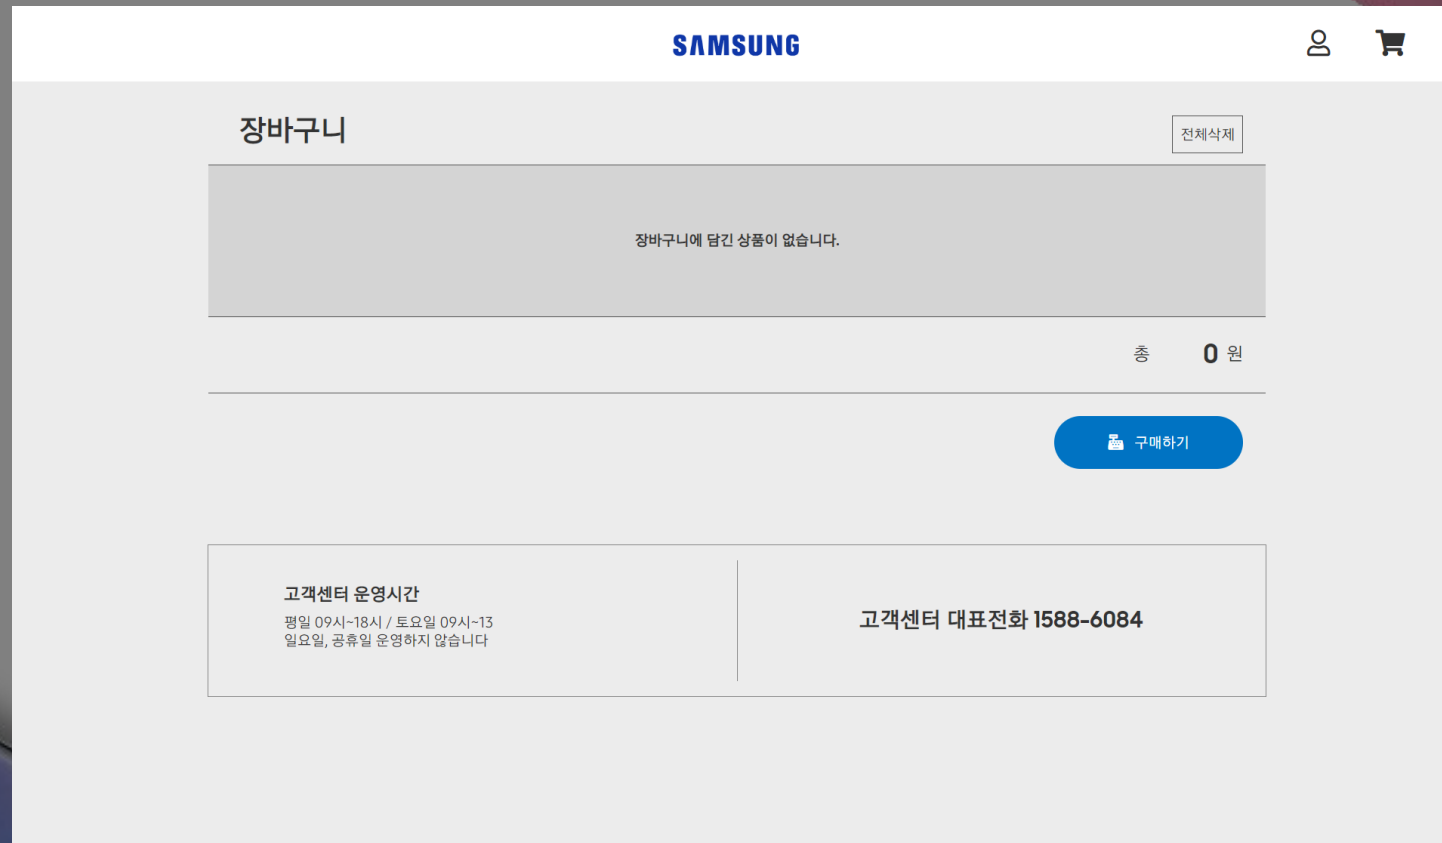 SAMSUNG
장바구니
전체삭제
장바구니에 담긴 상품이 없습니다.
총 0 원
구매하기
고객센터 운영시간
평일 09시~18시 / 토요일 09시~13
일요일, 공휴일 운영하지 않습니다
고객센터 대표전화 1588-6084